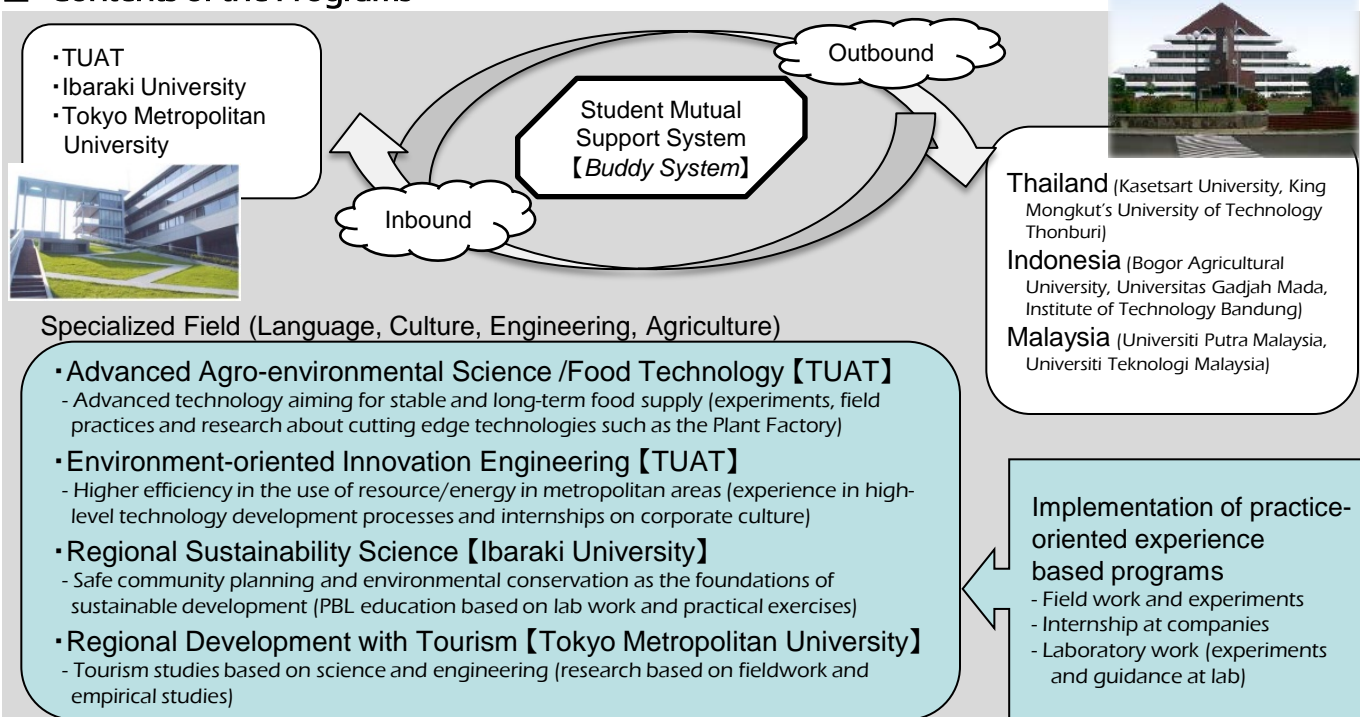 Contents of the Programs
・TUAT
・Ibaraki University
・Tokyo Metropolitan
University
Outbound
Student Mutual
Support System
【Buddy System】
Inbound
Thailand (Kasetsart University, King
Mongkut's University of Technology
Thonburi)
Indonesia (Bogor Agricultural
University, Universitas Gadjah Mada,
Institute of Technology Bandung)
Malaysia (Universiti Putra Malaysia,
Universiti Teknologi Malaysia)
Specialized Field (Language, Culture, Engineering, Agriculture)
・Advanced Agro-environmental Science /Food Technology【TUAT】
- Advanced technology aiming for stable and long-term food supply (experiments, field
practices and research about cutting edge technologies such as the Plant Factory)
・Environment-oriented Innovation Engineering【TUAT】
- Higher efficiency in the use of resource/energy in metropolitan areas (experience in high-
level technology development processes and internships on corporate culture)
・Regional Sustainability Science【Ibaraki University】
- Safe community planning and environmental conservation as the foundations of
sustainable development (PBL education based on lab work and practical exercises)
・Regional Development with Tourism【Tokyo Metropolitan University】
- Tourism studies based on science and engineering (research based on fieldwork and
empirical studies)
Implementation of practice-
oriented experience
based programs
- Field work and experiments
- Internship at companies
- Laboratory work (experiments
and guidance at lab)